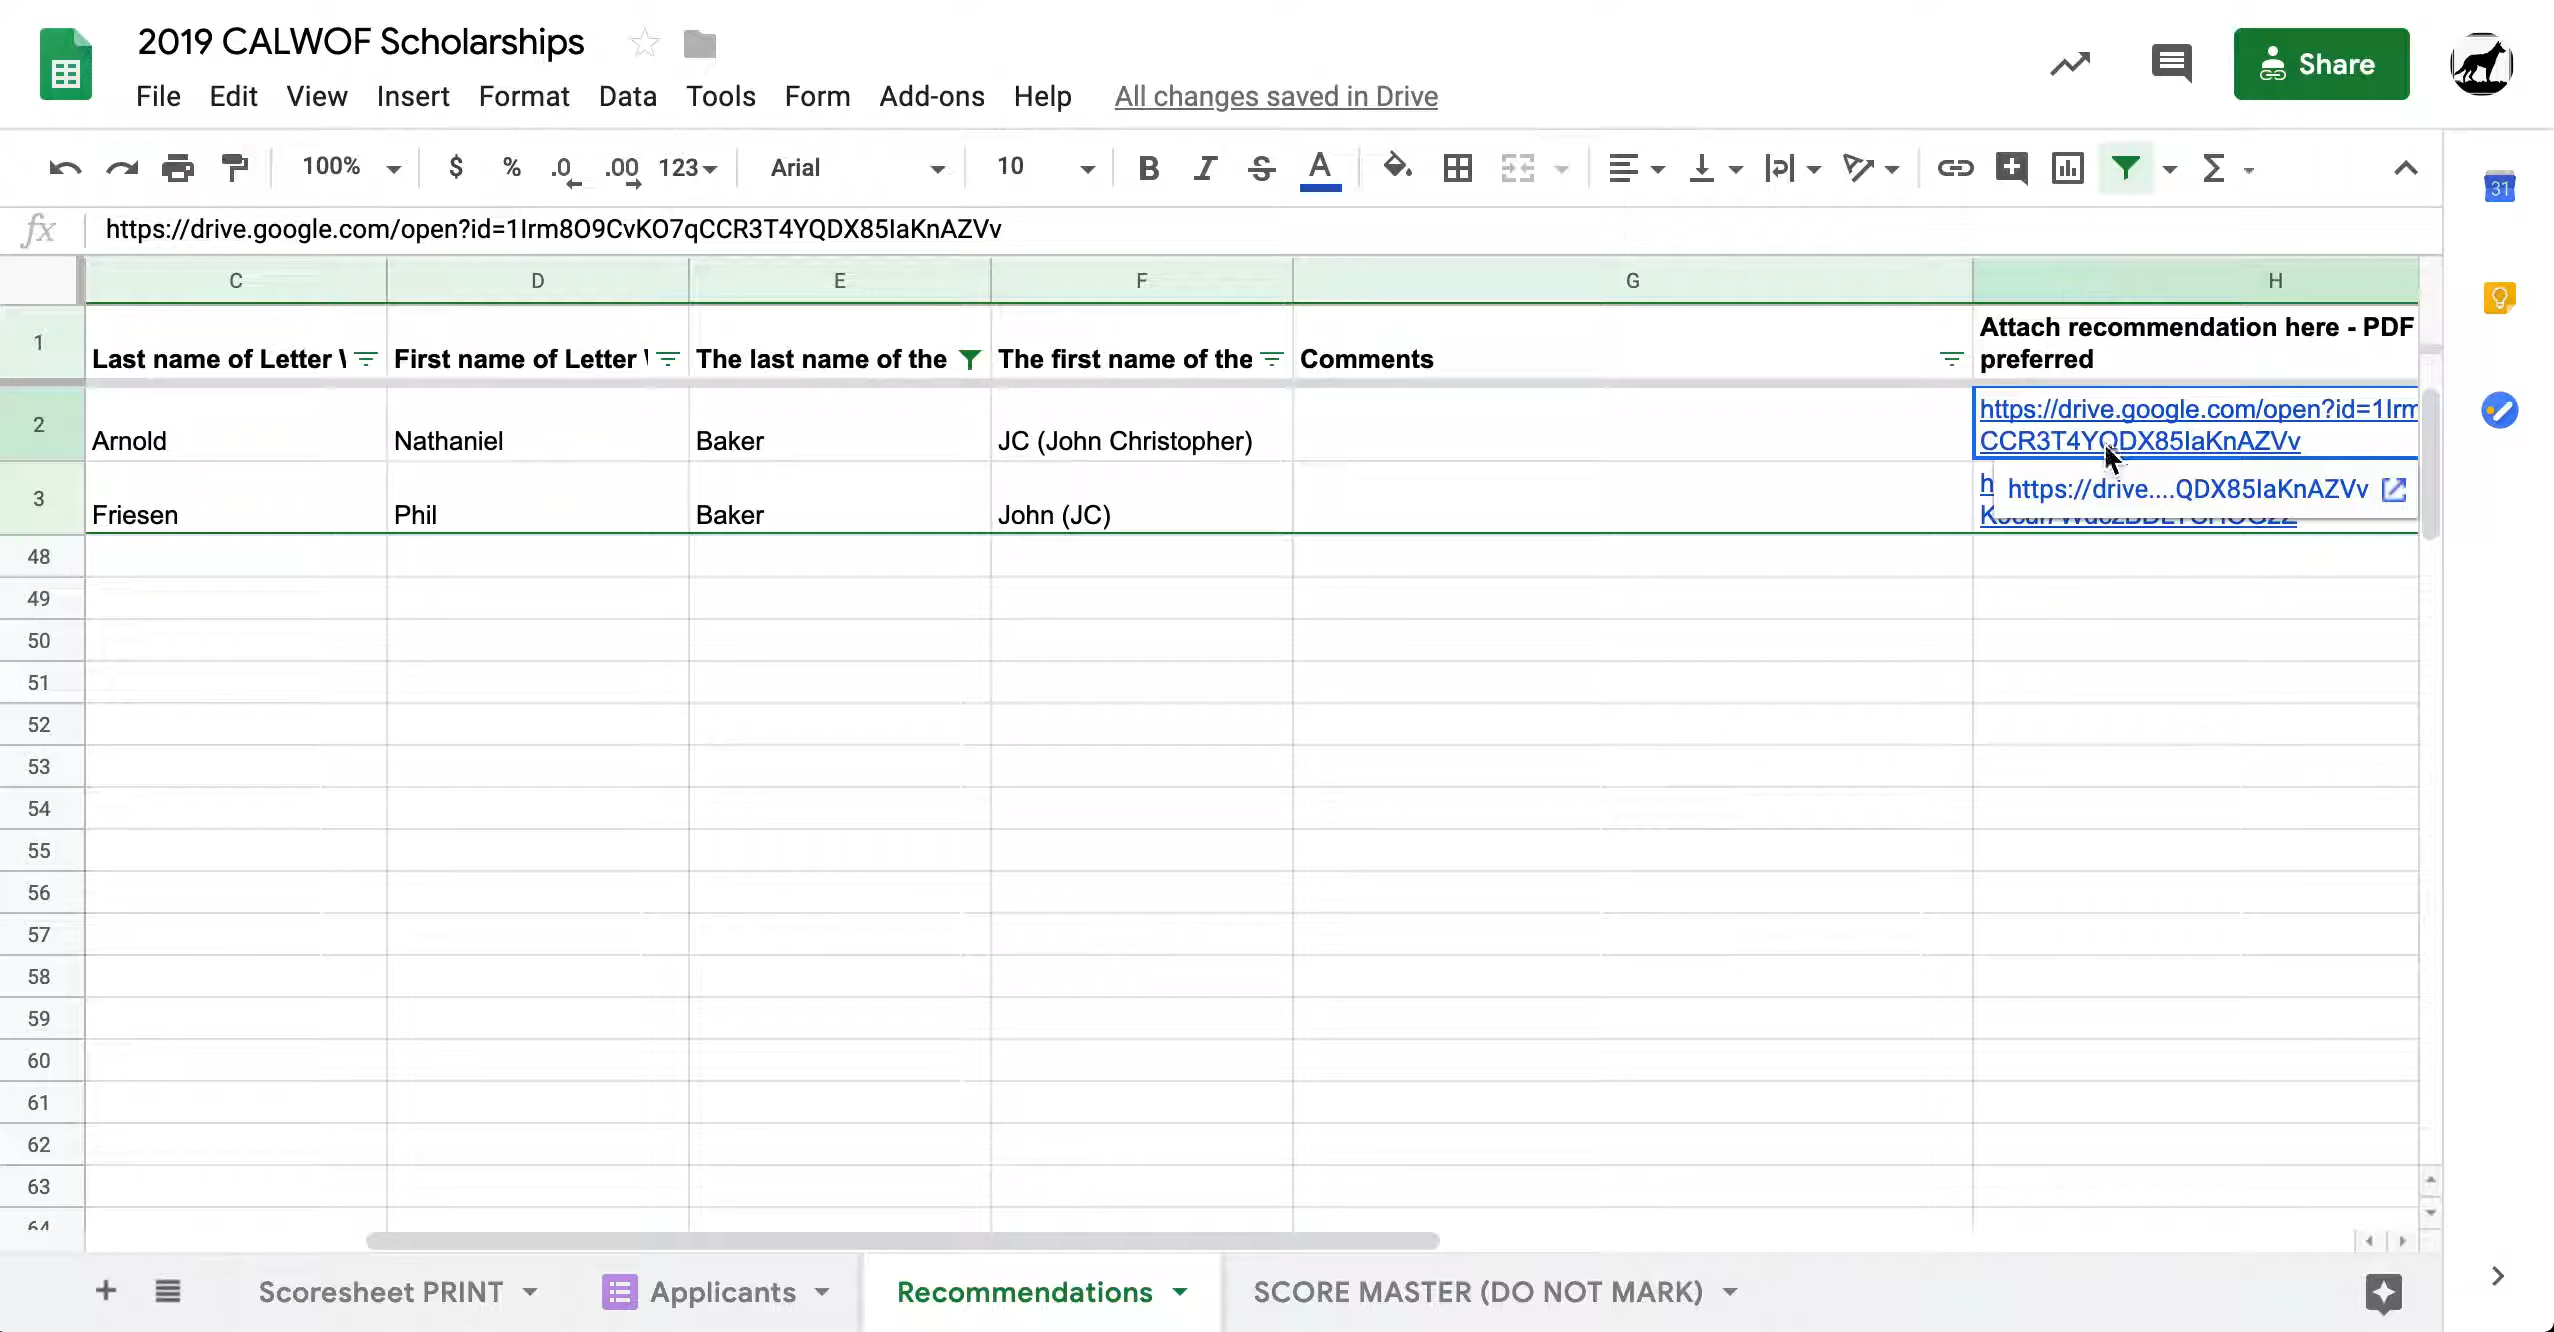 2019 CALWOF Scholarships
File Edit View Insert Format Data Tools Form Add-ons Help All changes saved in Drive
Share
100% $ % .0 .00 123 Arial 10 B I S A Σ
31
fx https://drive.google.com/open?id=1Irm8O9CvKO7qCCR3T4YQDX85IaKnAZVv
C D E F G H
1 Last name of Letter First name of Letter The last name of the The first name of the Comments Attach recommendation here - PDF
preferred
2 Arnold Nathaniel Baker JC (John Christopher) https://drive.google.com/open?id=1Irm
CCR3T4YQDX85IaKnAZVv
3 Friesen Phil Baker John (JC)
https://drive....QDX85IaKnAZVv
48
49
50
51
52
53
54
55
56
57
58
59
60
61
62
63
64
+ Scoresheet PRINT Applicants Recommendations SCORE MASTER (DO NOT MARK)